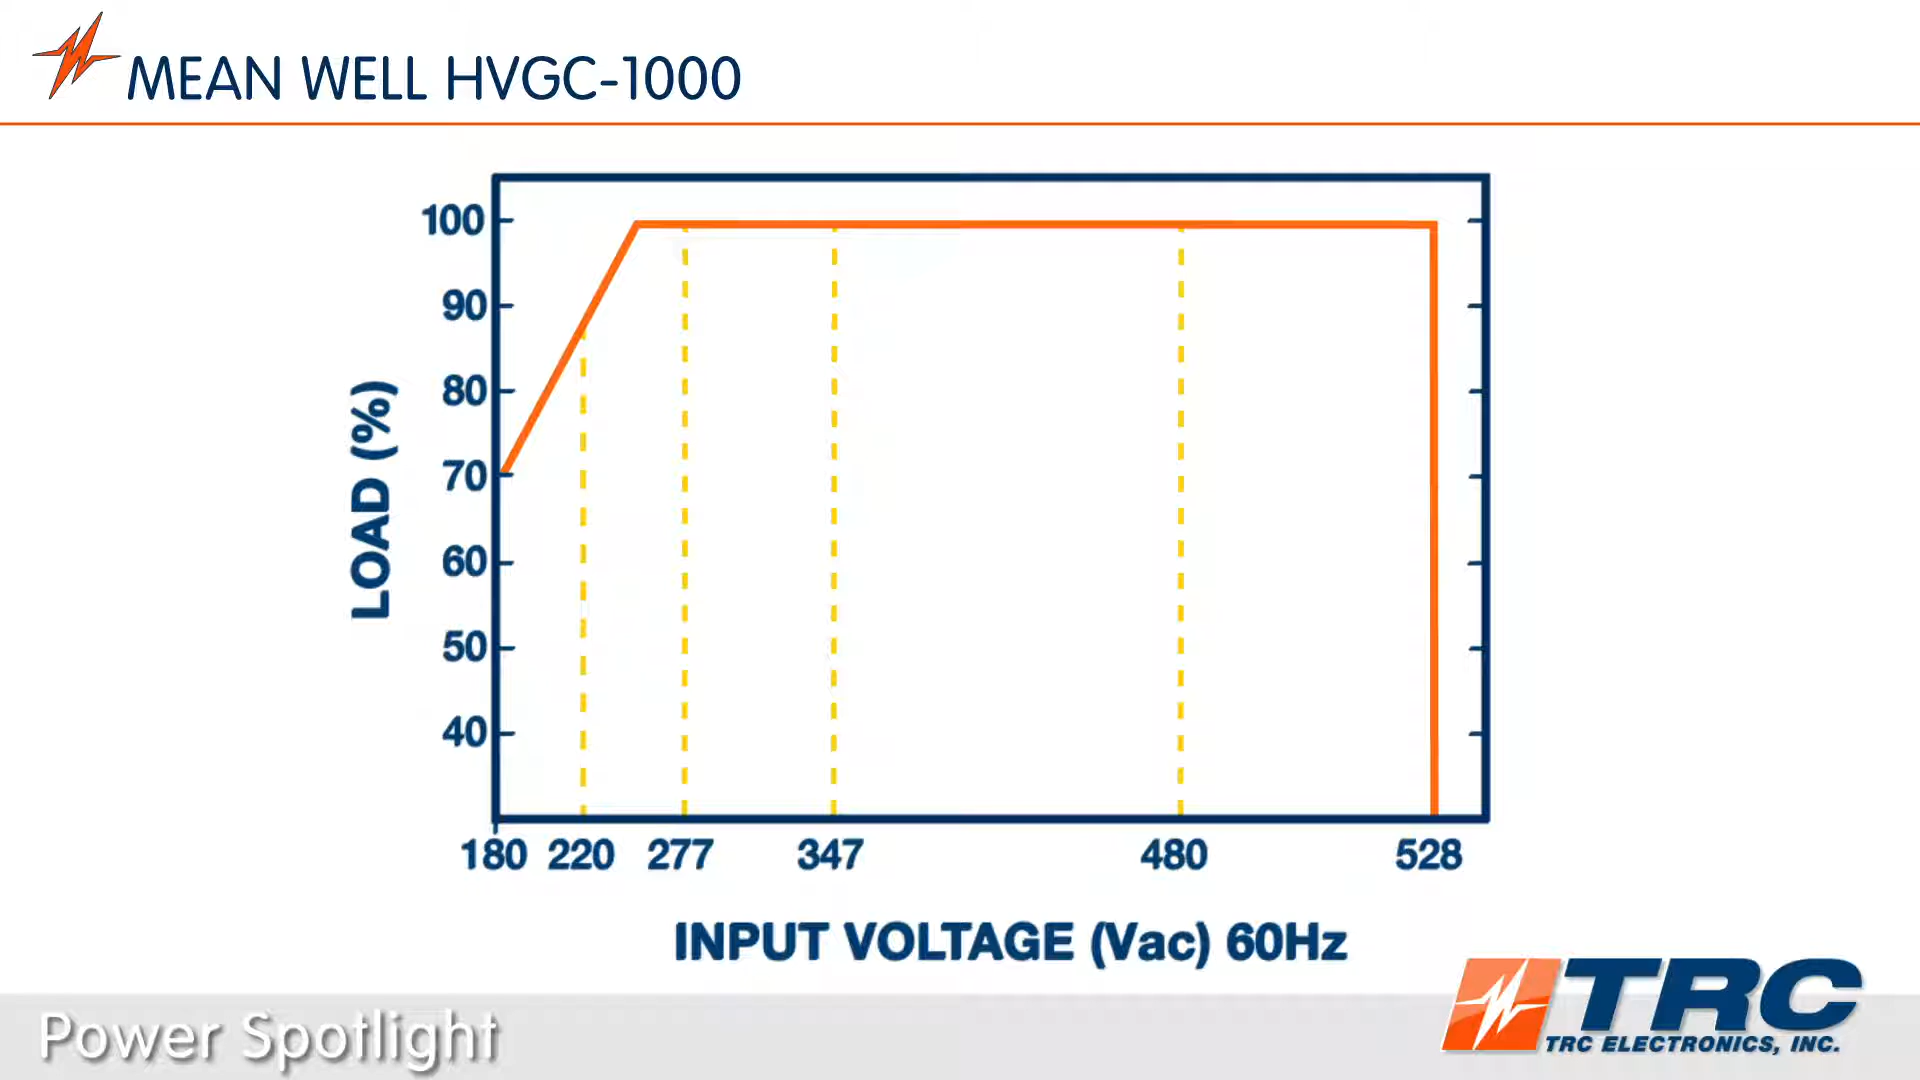 MEAN WELL HVGC-1000
100
90
80
70
60
50
40
LOAD (%)
180 220 277 347 480 528
INPUT VOLTAGE (Vac) 60Hz
Power Spotlight
TRC
TRC ELECTRONICS, INC.